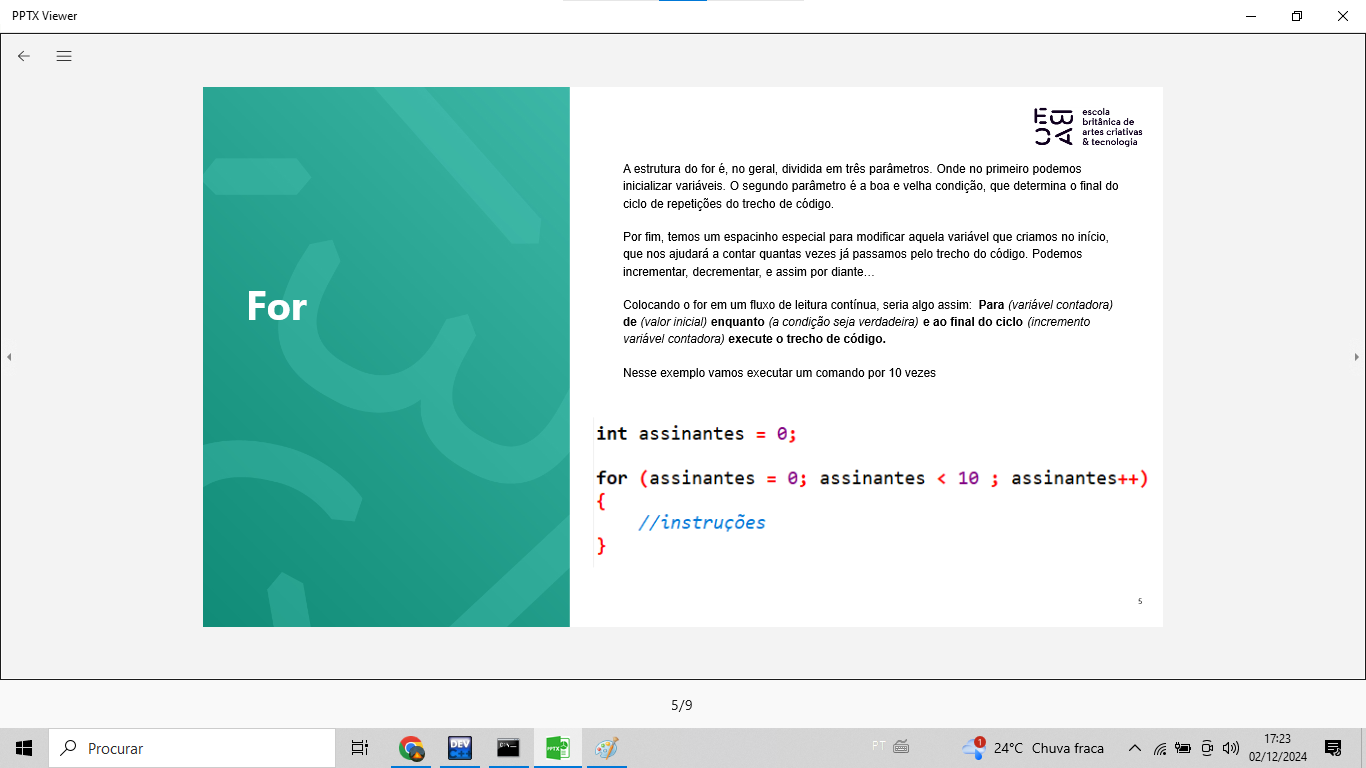 PPTX Viewer
escola
britânica de
artes criativas
& tecnologia
For
A estrutura do for é, no geral, dividida em três parâmetros. Onde no primeiro podemos
inicializar variáveis. O segundo parâmetro é a boa e velha condição, que determina o final do
ciclo de repetições do trecho de código.
Por fim, temos um espacinho especial para modificar aquela variável que criamos no início,
que nos ajudará a contar quantas vezes já passamos pelo trecho do código. Podemos
incrementar, decrementar, e assim por diante…
Colocando o for em um fluxo de leitura contínua, seria algo assim:  Para (variável contadora)
de (valor inicial) enquanto (a condição seja verdadeira) e ao final do ciclo (incremento
variável contadora) execute o trecho de código.
Nesse exemplo vamos executar um comando por 10 vezes
int assinantes = 0;
for (assinantes = 0; assinantes < 10 ; assinantes++)
{
//instruções
}
5
5/9
Procurar
DEV
C:\
PPTX
PT
1
24°C Chuva fraca
17:23
02/12/2024